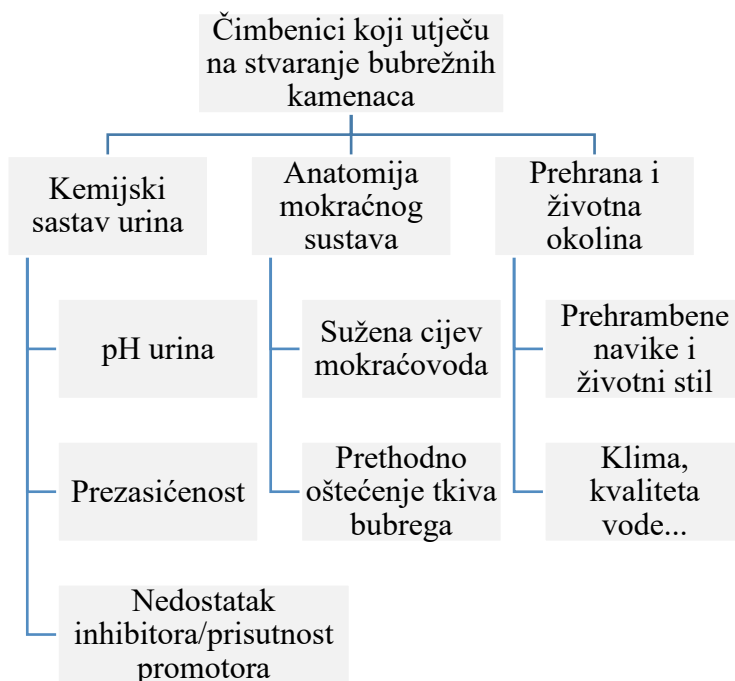 Čimbenici koji utječu
na stvaranje bubrežnih
kamenaca
Kemijski
sastav urina
pH urina
Prezasićenost
Nedostatak
inhibitora/prisutnost
promotora
Anatomija
mokraćnog
sustava
Sužena cijev
mokraćovoda
Prethodno
oštećenje tkiva
bubrega
Prehrana i
životna
okolina
Prehrambene
navike i
životni stil
Klima,
kvaliteta
vode...